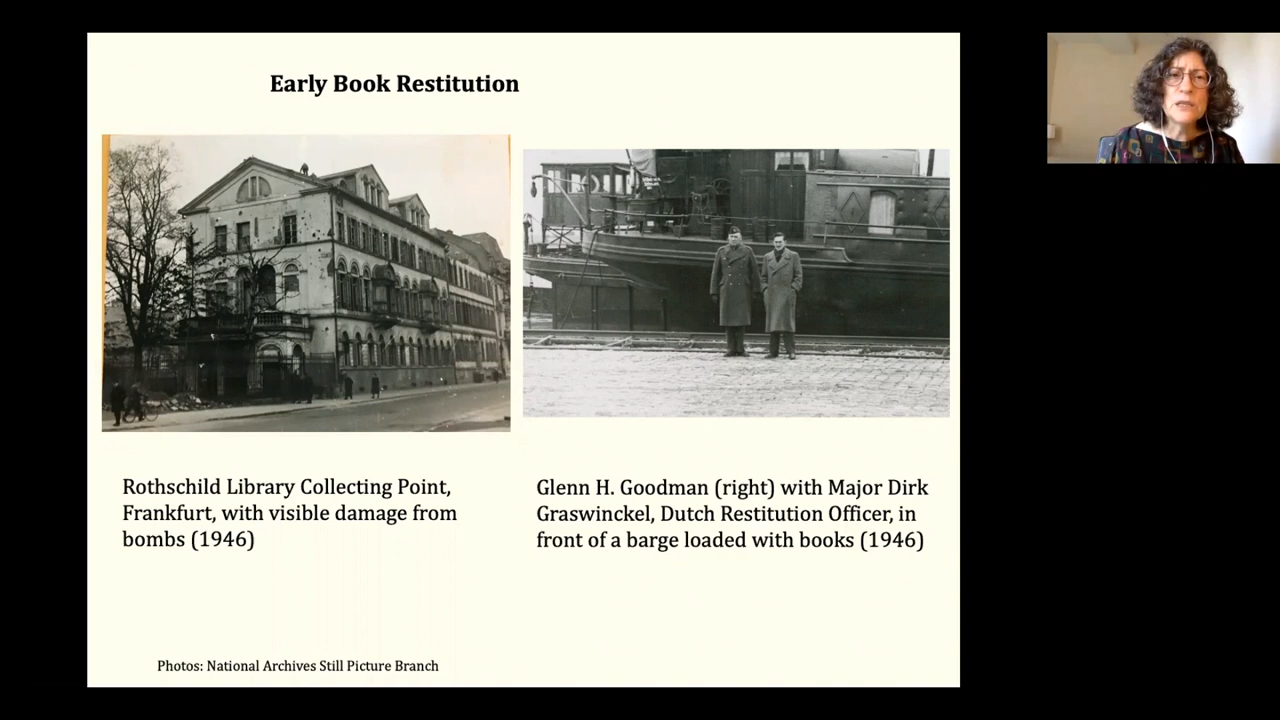 Early Book Restitution
Rothschild Library Collecting Point,
Frankfurt, with visible damage from
bombs (1946)
Glenn H. Goodman (right) with Major Dirk
Graswinckel, Dutch Restitution Officer, in
front of a barge loaded with books (1946)
Photos: National Archives Still Picture Branch